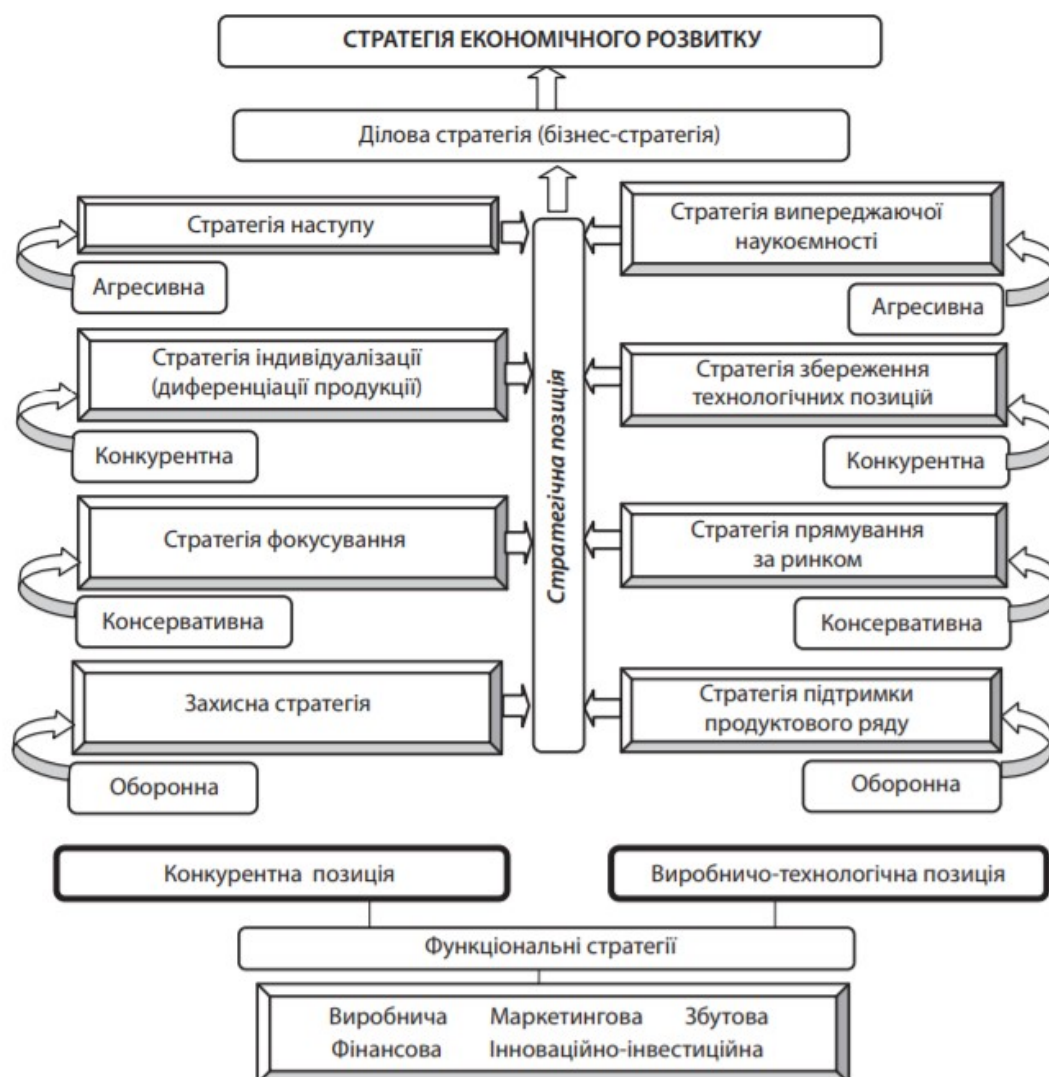 СТРАТЕГІЯ ЕКОНОМІЧНОГО РОЗВИТКУ
Ділова стратегія (бізнес-стратегія)
Стратегія наступу
Агресивна
Стратегія індивідуалізації
(диференціації продукції)
Конкурентна
Стратегія фокусування
Консервативна
Захисна стратегія
Оборонна
Стратегічна позиція
Стратегія випереджаючої
наукоємності
Агресивна
Стратегія збереження
технологічних позицій
Конкурентна
Стратегія прямування
за ринком
Консервативна
Стратегія підтримки
продуктового ряду
Оборонна
Конкурентна позиція
Виробничо-технологічна позиція
Функціональні стратегії
Виробнича Маркетингова Збутова
Фінансова Інноваційно-інвестиційна